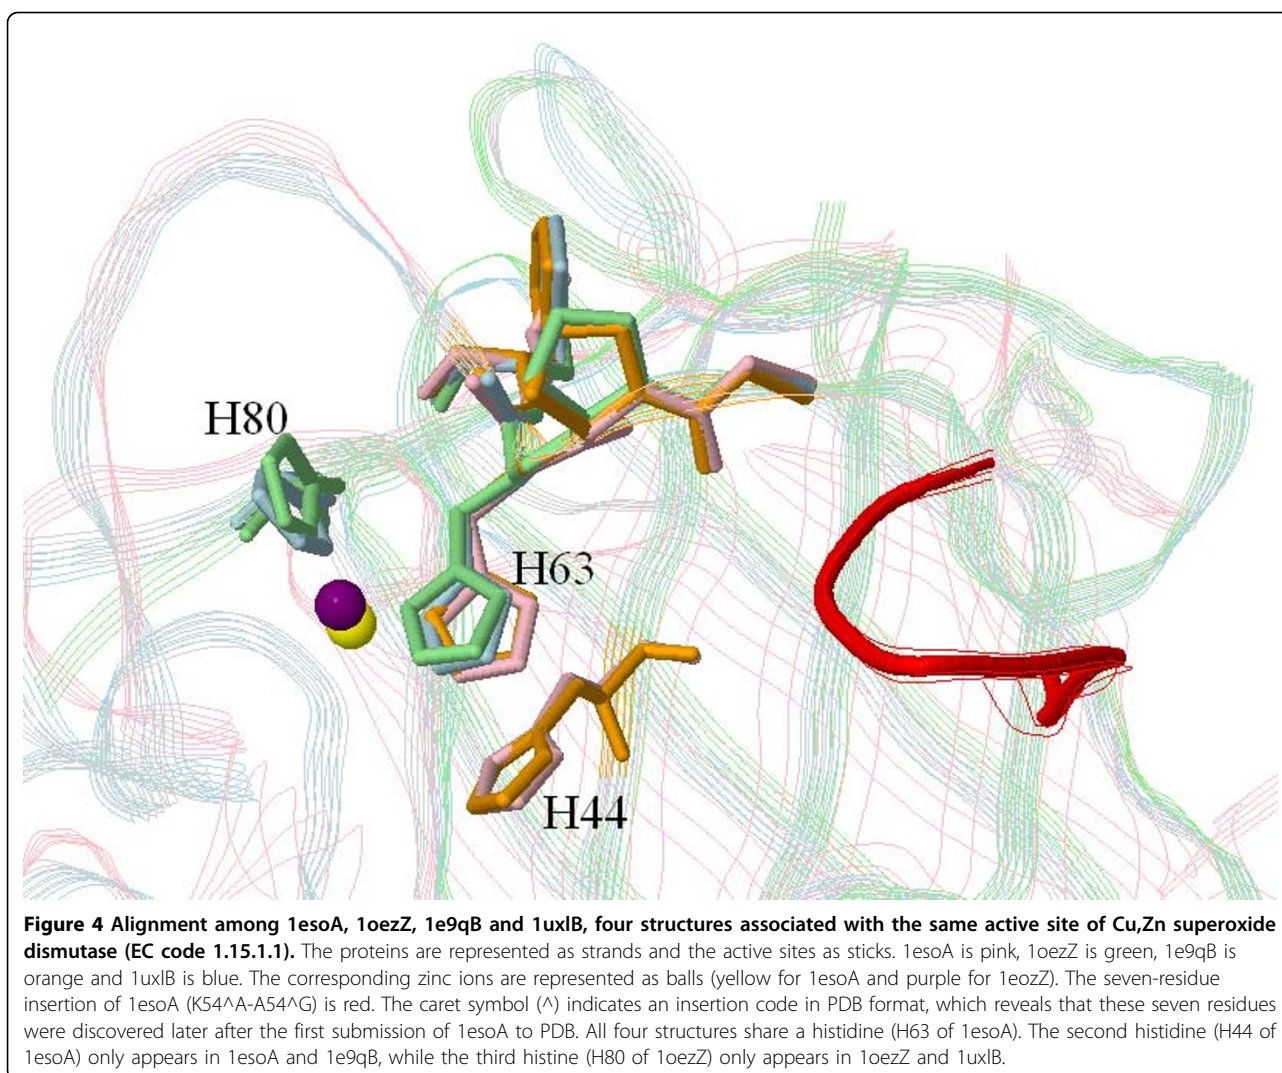 H80
H63
H44
Figure 4 Alignment among 1esoA, 1oezZ, 1e9qB and 1uxlB, four structures associated with the same active site of Cu,Zn superoxide
dismutase (EC code 1.15.1.1). The proteins are represented as strands and the active sites as sticks. 1esoA is pink, 1oezZ is green, 1e9qB is
orange and 1uxlB is blue. The corresponding zinc ions are represented as balls (yellow for 1esoA and purple for 1eozZ). The seven-residue
insertion of 1esoA (K54^A-A54^G) is red. The caret symbol (^) indicates an insertion code in PDB format, which reveals that these seven residues
were discovered later after the first submission of 1esoA to PDB. All four structures share a histidine (H63 of 1esoA). The second histidine (H44 of
1esoA) only appears in 1esoA and 1e9qB, while the third histine (H80 of 1oezZ) only appears in 1oezZ and 1uxlB.